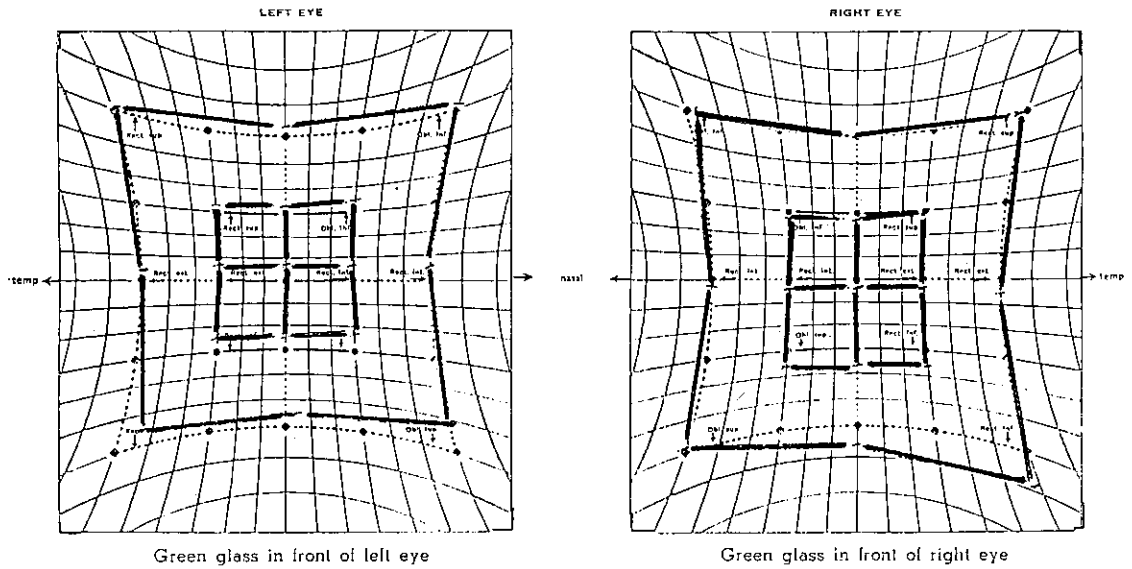 LEFT EYE
Rect. sup
Obl. Inf
Rect. sup
Obl. Inf
temp
Rect. ext.
Rect. ext.
Rect. Int.
Rect. Int.
nasal
Obl. sup
Green glass in front of left eye
RIGHT EYE
Inf
Rect. sup
Obl. Inf
Rect. sup
Rect. Int.
Rect. Int.
Rect. ext.
Rect. ext.
temp
Obl. sup
Rect. Inf
Obl. sup
Rect. Inf
Green glass in front of right eye